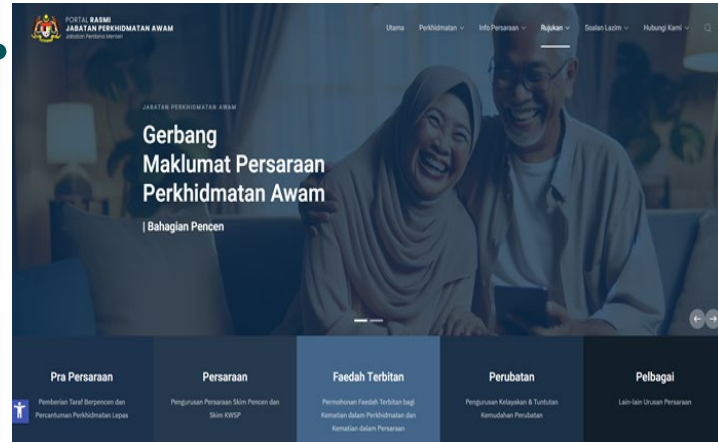 PORTAL RASMI
JABATAN PERKHIDMATAN AWAM
Jabatan Perdana Menteri
Utama Perkhidmatan Info Persaraan Rujukan Soalan Lazim Hubungi Kami
JABATAN PERKHIDMATAN AWAM
Gerbang
Maklumat Persaraan
Perkhidmatan Awam
| Bahagian Pencen
Pra Persaraan
Pemberian Taraf Berpencen dan
Percantuman Perkhidmatan Lepas
Persaraan
Pengurusan Persaraan Skim Pencen dan
Skim KWSP
Faedah Terbitan
Permohonan Faedah Terbitan bagi
Kematian dalam Perkhidmatan dan
Kematian dalam Persaraan
Perubatan
Pengurusan Kelayakan & Tuntutan
Kemudahan Perubatan
Pelbagai
Lain-lain Urusan Persaraan